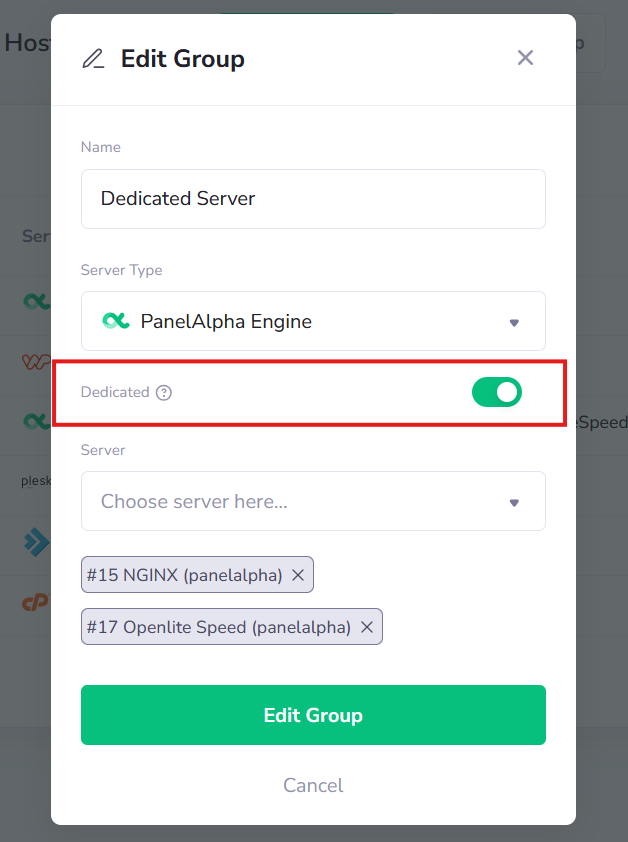 Edit Group
Name
Dedicated Server
Server Type
PanelAlpha Engine
Dedicated
Server
Choose server here...
#15 NGINX (panelalpha)
#17 Openlite Speed (panelalpha)
Edit Group
Cancel
plesk